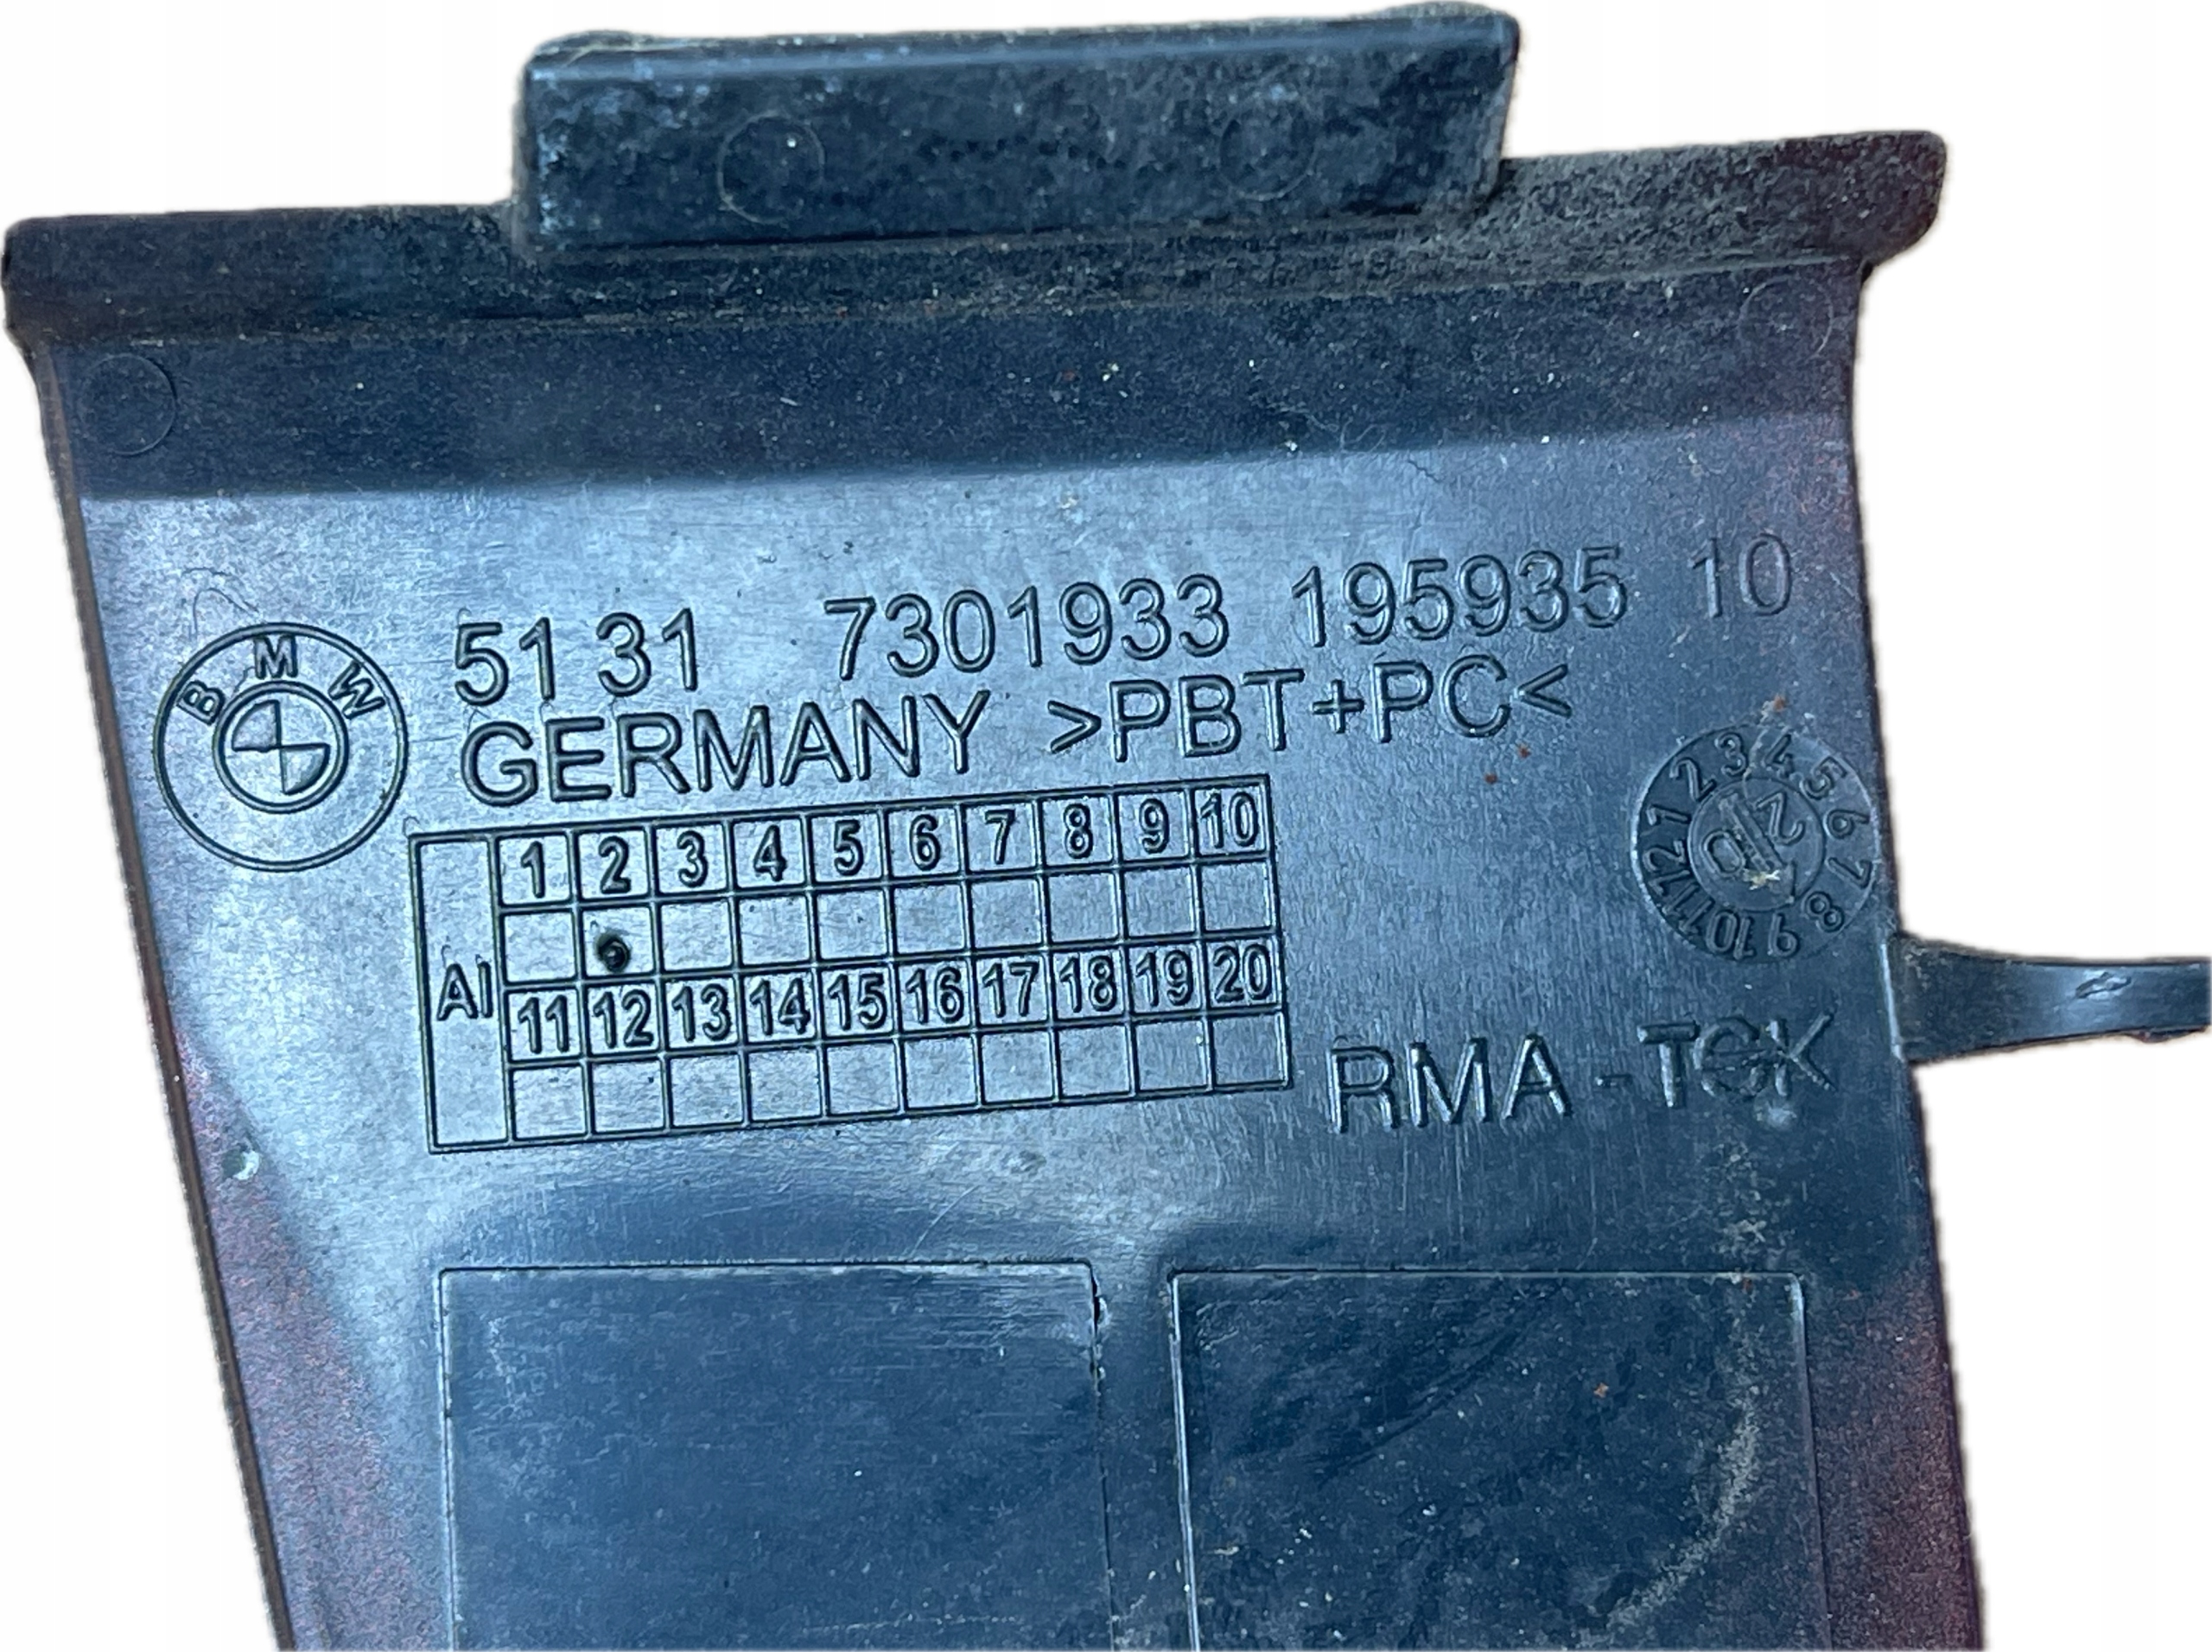 BMW
5131 7301933 195935 10
GERMANY >PBT+PC<
AI
1 2 3 4 5 6 7 8 9 10
11 12 13 14 15 16 17 18 19 20
1 2 3 4 5 6 7 8 9 10 11 12
RMA - TGK